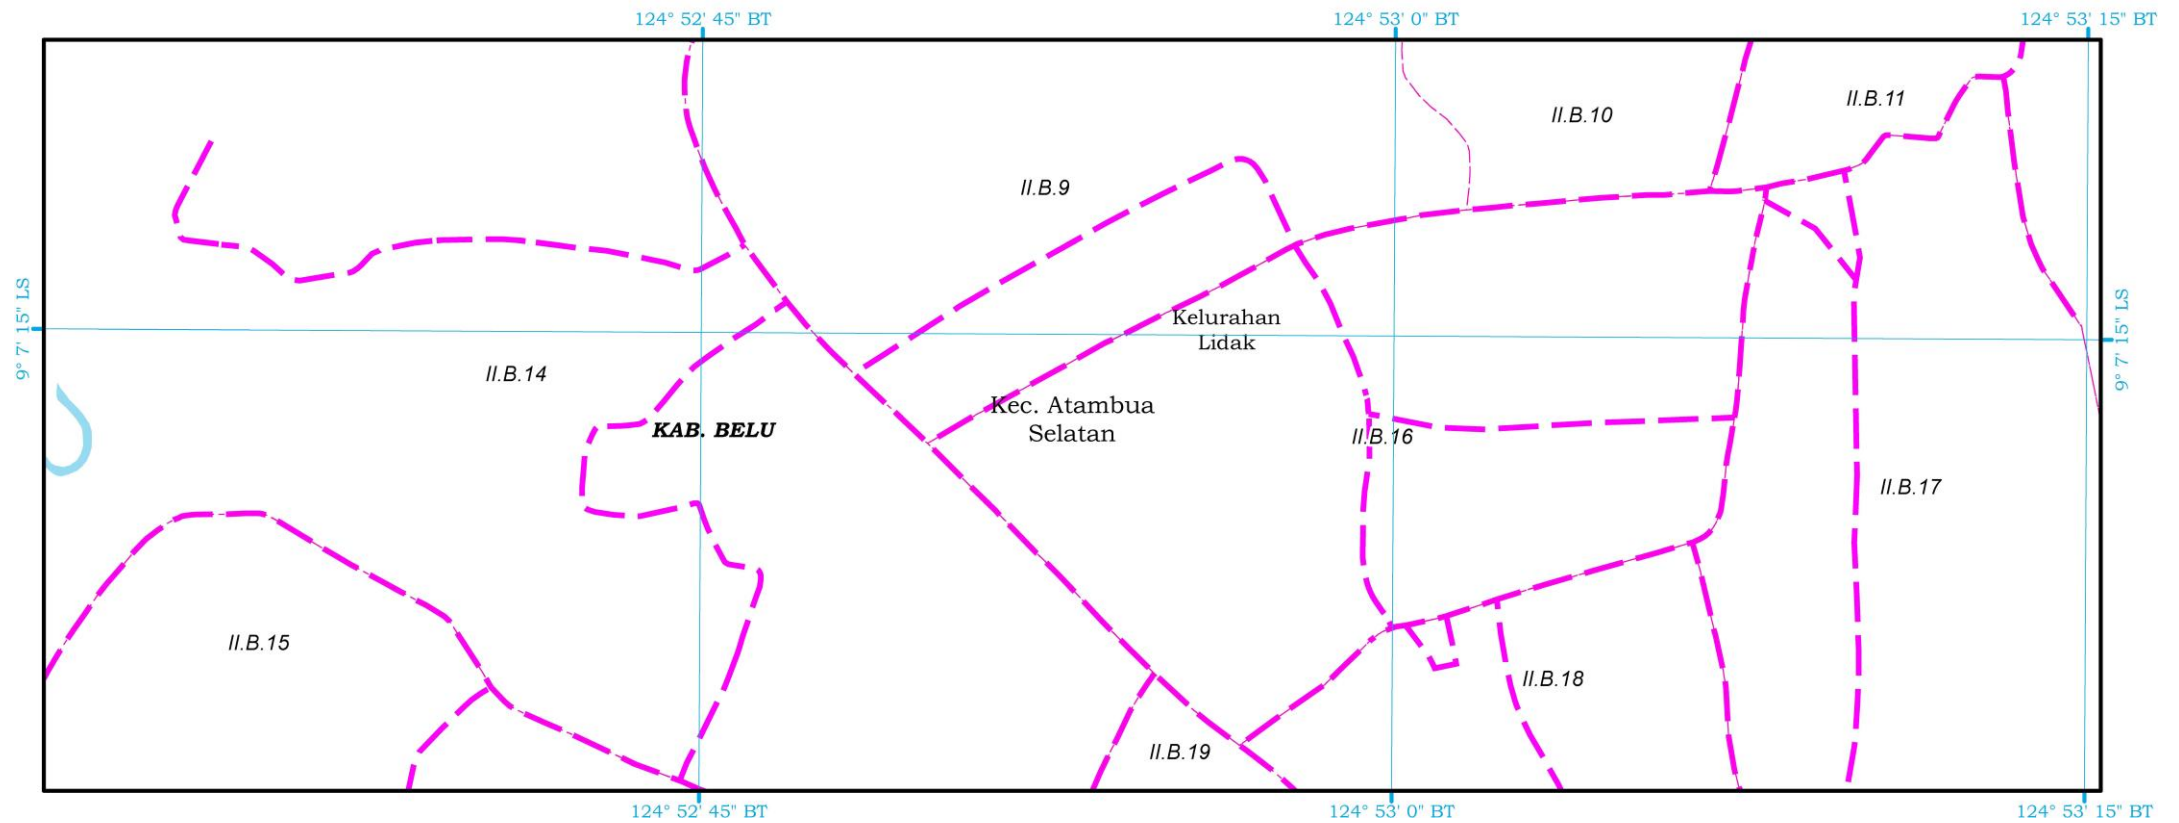 124° 52' 45" BT
124° 53' 0" BT
124° 53' 15" BT
II.B.11
II.B.10
II.B.9
9° 7' 15" LS
Kelurahan
Lidak
9° 7' 15" LS
II.B.14
Kec. Atambua
Selatan
KAB. BELU
II.B.16
II.B.17
II.B.15
II.B.18
II.B.19
124° 52' 45" BT
124° 53' 0" BT
124° 53' 15" BT